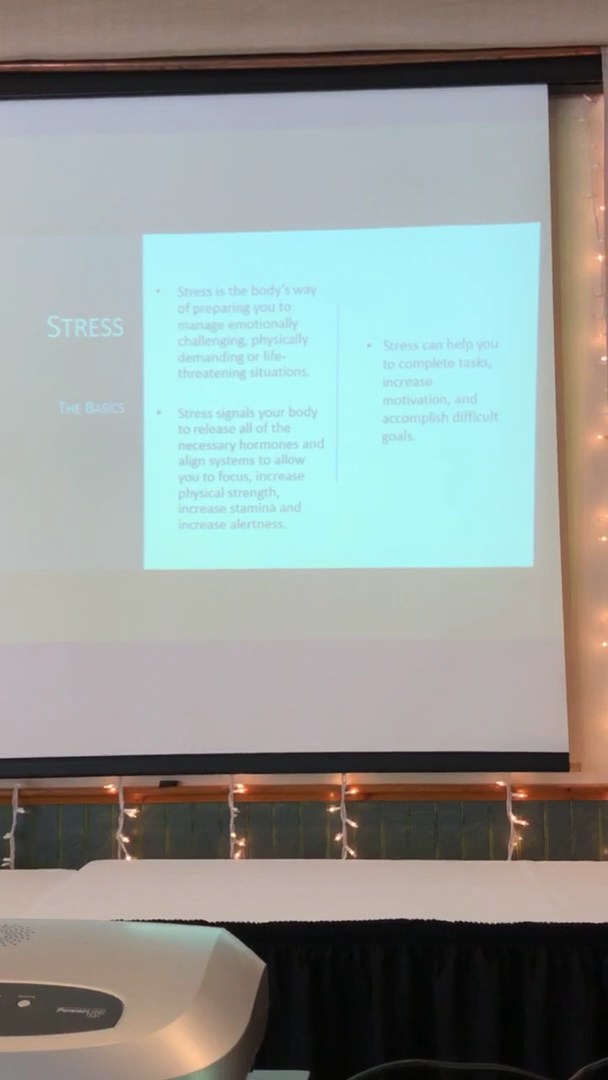 STRESS
THE BASICS
• Stress is the body's way
of preparing you to
manage emotionally
challenging, physically
demanding or life-
threatening situations.
• Stress signals your body
to release all of the
necessary hormones and
align systems to allow
you to focus, increase
physical strength,
increase stamina and
increase alertness.
• Stress can help you
to complete tasks,
increase
motivation, and
accomplish difficult
goals.